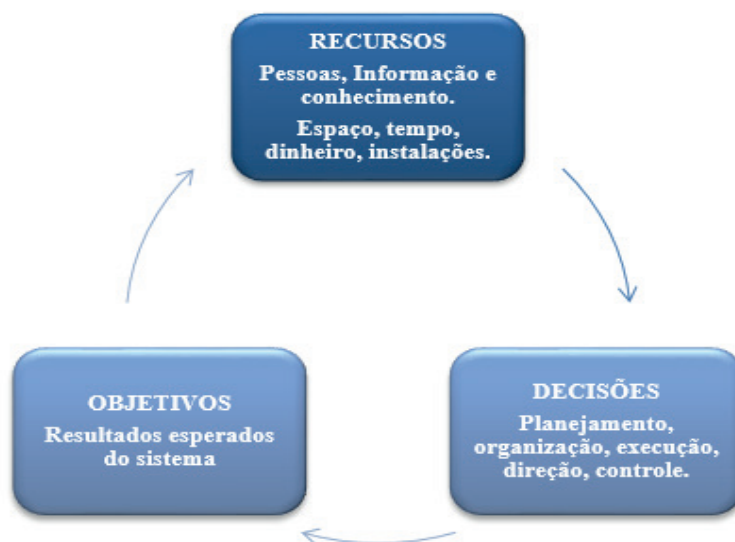 RECURSOS
Pessoas, Informação e
conhecimento.
Espaço, tempo,
dinheiro, instalações.
OBJETIVOS
Resultados esperados
do sistema
DECISÕES
Planejamento,
organização, execução,
direção, controle.